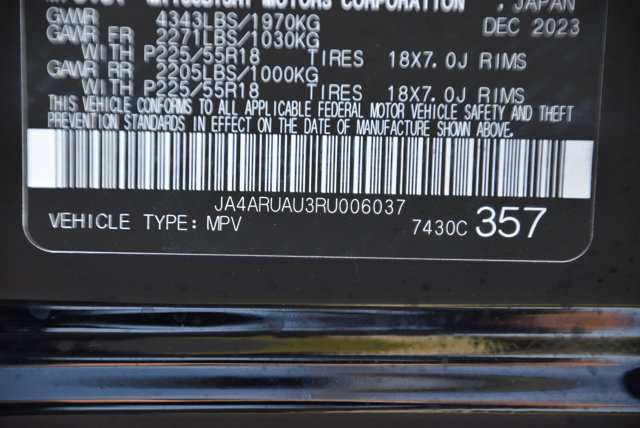 MITSUBISHI MOTORS CORPORATION , JAPAN
GVWR 4343LBS/1970KG DEC 2023
GAWR FR 2271LBS/1030KG
WITH P225/55R18 TIRES 18X7.0J RIMS
GAWR RR 2205LBS/1000KG
WITH P225/55R18 TIRES 18X7.0J RIMS
THIS VEHICLE CONFORMS TO ALL APPLICABLE FEDERAL MOTOR VEHICLE SAFETY AND THEFT
PREVENTION STANDARDS IN EFFECT ON THE DATE OF MANUFACTURE SHOWN ABOVE.
JA4ARUAU3RU006037
VEHICLE TYPE: MPV 7430C 357